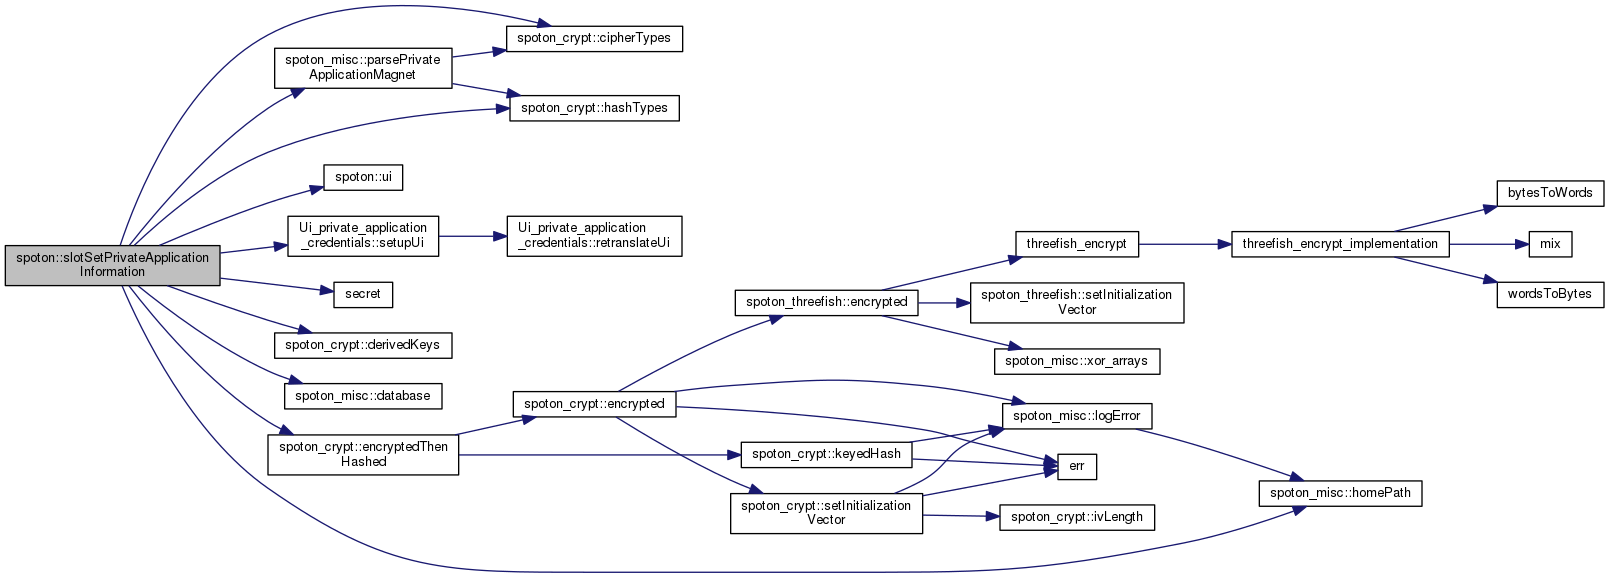 spoton::slotSetPrivateApplication
Information
spoton_crypt::cipherTypes
spoton_misc::parsePrivate
ApplicationMagnet
spoton_crypt::hashTypes
spoton::ui
Ui_private_application
_credentials::setupUi
Ui_private_application
_credentials::retranslateUi
secret
spoton_crypt::derivedKeys
spoton_misc::database
spoton_crypt::encryptedThen
Hashed
spoton_crypt::encrypted
spoton_crypt::keyedHash
spoton_crypt::setInitialization
Vector
spoton_threefish::encrypted
threefish_encrypt
spoton_threefish::setInitialization
Vector
spoton_misc::xor_arrays
spoton_misc::logError
err
spoton_crypt::ivLength
threefish_encrypt_implementation
spoton_misc::homePath
bytesToWords
mix
wordsToBytes